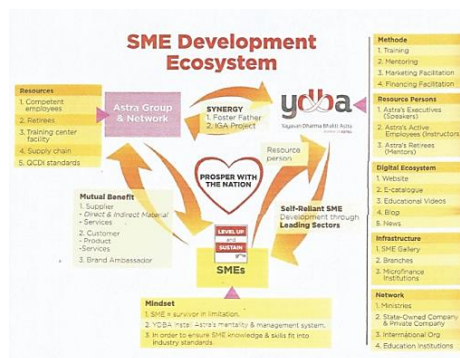 SME Development
Ecosystem
Resources
1. Competent
employees
2. Retirees
3. Training center
facility
4. Supply chain
5. QCDI standards
Astra Group
& Network
SYNERGY
1. Foster Father
2. IGA Project
ydba
Yayasan Dharma Bhakti Astra
Resource
person
PROSPER WITH
THE NATION
Mutual Benefit
1. Supplier
- Direct & Indirect Material
- Services
2. Customer
- Product
-Services
3. Brand Ambassador
Self-Reliant SME
Development through
Leading Sectors
LEVEL UP
and
SUSTAIN
SMEs
Mindset
1. SME = survivor in limitation.
2. YDBA instal Astra's mentality & management system.
3. In order to ensure SME knowledge & skills fit into
industry standards.
Methode
1. Training
2. Mentoring
3. Marketing Facilitation
4. Financing Facilitation
Resource Persons
1. Astra's Executives
(Speakers)
2. Astra's Active
Employees (Instructors)
3. Astra's Retirees
(Mentors)
Digital Ecosystem
1. Website
2. E-catalogue
3. Educational Videos
4. Blog
5. News
Infrastructure
1. SME Gallery
2. Branches
3. Microfinance
Institutions
Network
1. Ministries
2. State-Owned Company
& Private Company
3. International Org
4. Education Institutions